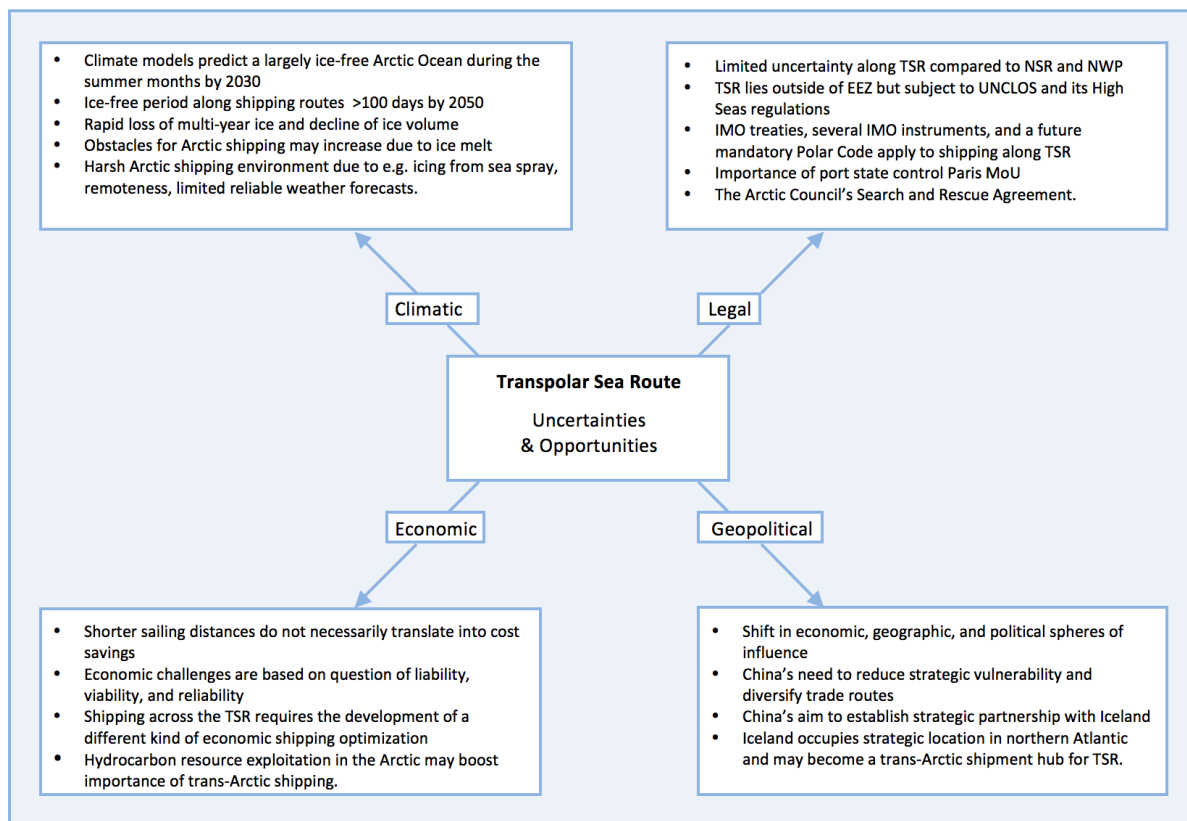 • Climate models predict a largely ice-free Arctic Ocean during the
summer months by 2030
• Ice-free period along shipping routes >100 days by 2050
• Rapid loss of multi-year ice and decline of ice volume
• Obstacles for Arctic shipping may increase due to ice melt
• Harsh Arctic shipping environment due to e.g. icing from sea spray,
remoteness, limited reliable weather forecasts.
• Limited uncertainty along TSR compared to NSR and NWP
• TSR lies outside of EEZ but subject to UNCLOS and its High
Seas regulations
• IMO treaties, several IMO instruments, and a future
mandatory Polar Code apply to shipping along TSR
• Importance of port state control Paris MoU
• The Arctic Council's Search and Rescue Agreement.
Climatic
Legal
Transpolar Sea Route
Uncertainties
& Opportunities
Economic
Geopolitical
• Shorter sailing distances do not necessarily translate into cost
savings
• Economic challenges are based on question of liability,
viability, and reliability
• Shipping across the TSR requires the development of a
different kind of economic shipping optimization
• Hydrocarbon resource exploitation in the Arctic may boost
importance of trans-Arctic shipping.
• Shift in economic, geographic, and political spheres of
influence
• China's need to reduce strategic vulnerability and
diversify trade routes
• China's aim to establish strategic partnership with Iceland
• Iceland occupies strategic location in northern Atlantic
and may become a trans-Arctic shipment hub for TSR.